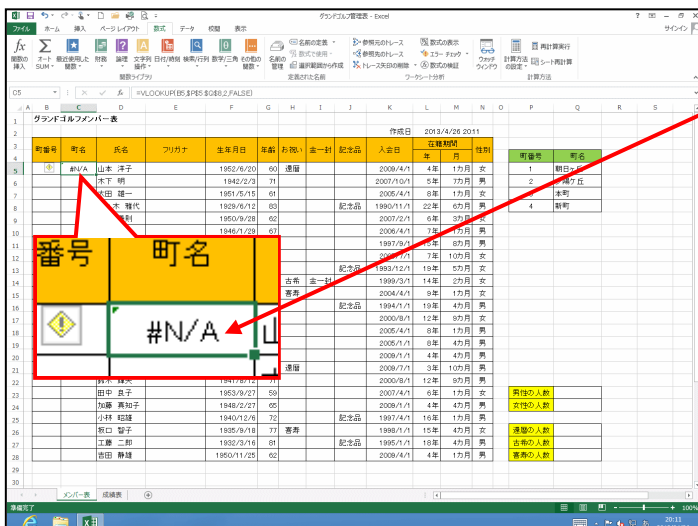 グランドゴルフ管理表 - Excel
サインイン
ファイル ホーム 挿入 ページ レイアウト 数式 データ 校閲 表示
fx Σ
関数の挿入 オート SUM 最近使用した関数 財務 論理 文字列操作 日付/時刻 検索/行列 数学/三角 その他の関数
関数ライブラリ
名前の管理 名前の定義 数式で使用 選択範囲から作成
定義された名前
参照元のトレース 参照先のトレース トレース矢印の削除 数式の表示 エラー チェック 数式の検証 ウォッチウィンドウ
ワークシート分析
計算方法の設定 再計算実行 シート再計算
計算方法
C5 fx =VLOOKUP(B5,$P$5:$Q$8,2,FALSE)
A B C D E F G H I J K L M N O P Q R S
グランドゴルフメンバー表
作成日 2013/4/26 20:11
町番号 町名 氏名 フリガナ 生年月日 年齢 お祝い 金一封 記念品 入会日 在籍期間 性別
年 月 町番号 町名
#N/A 山本 洋子 1952/6/20 60 還暦 2009/4/1 4年 1カ月 女 1 朝日ヶ丘
木下 明 1942/2/3 71 2007/10/1 5年 7カ月 男 2 ヶ丘
太田 雄一 1951/5/15 61 2005/4/1 8年 1カ月 男 本町
木 雅代 1929/6/12 83 記念品 1990/11/1 22年 6カ月 男 4 新町
1950/9/28 62 2007/2/1 6年 3カ月
1946/1/29 67 2006/4/1 7年 カ月
1997/9/1 8カ月 男
7年 10カ月 女
記念品 1993/12/1 19年 5カ月 女
古希 金一封 1999/3/1 14年 2カ月 女
喜寿 2004/4/1 9年 1カ月 女
記念品 1994/1/1 19年 4カ月 男
2000/8/1 12年 9カ月 女
2005/4/1 8年 1カ月 男
2005/1/1 8年 4カ月 男
2009/1/1 4年 4カ月 男
還暦 2009/7/1 3年 10カ月 男
2000/8/1 12年 9カ月 男
田中 良子 1953/9/27 59 2007/4/1 6年 1カ月 女 男性の人数
加藤 真知子 1948/2/27 65 2009/1/1 4年 4カ月 男 女性の人数
小林 昭雄 1940/12/6 72 記念品 1997/4/1 16年 1カ月 男
坂口 智子 1935/9/18 77 喜寿 1998/1/1 15年 4カ月 女 還暦の人数
工藤 二郎 1932/3/16 81 記念品 1995/1/1 18年 4カ月 男 古希の人数
吉田 静雄 1950/11/25 62 2009/4/1 4年 1カ月 男 喜寿の人数
番号 町名
#N/A
メンバー表 成績表
準備完了 100%
20:11